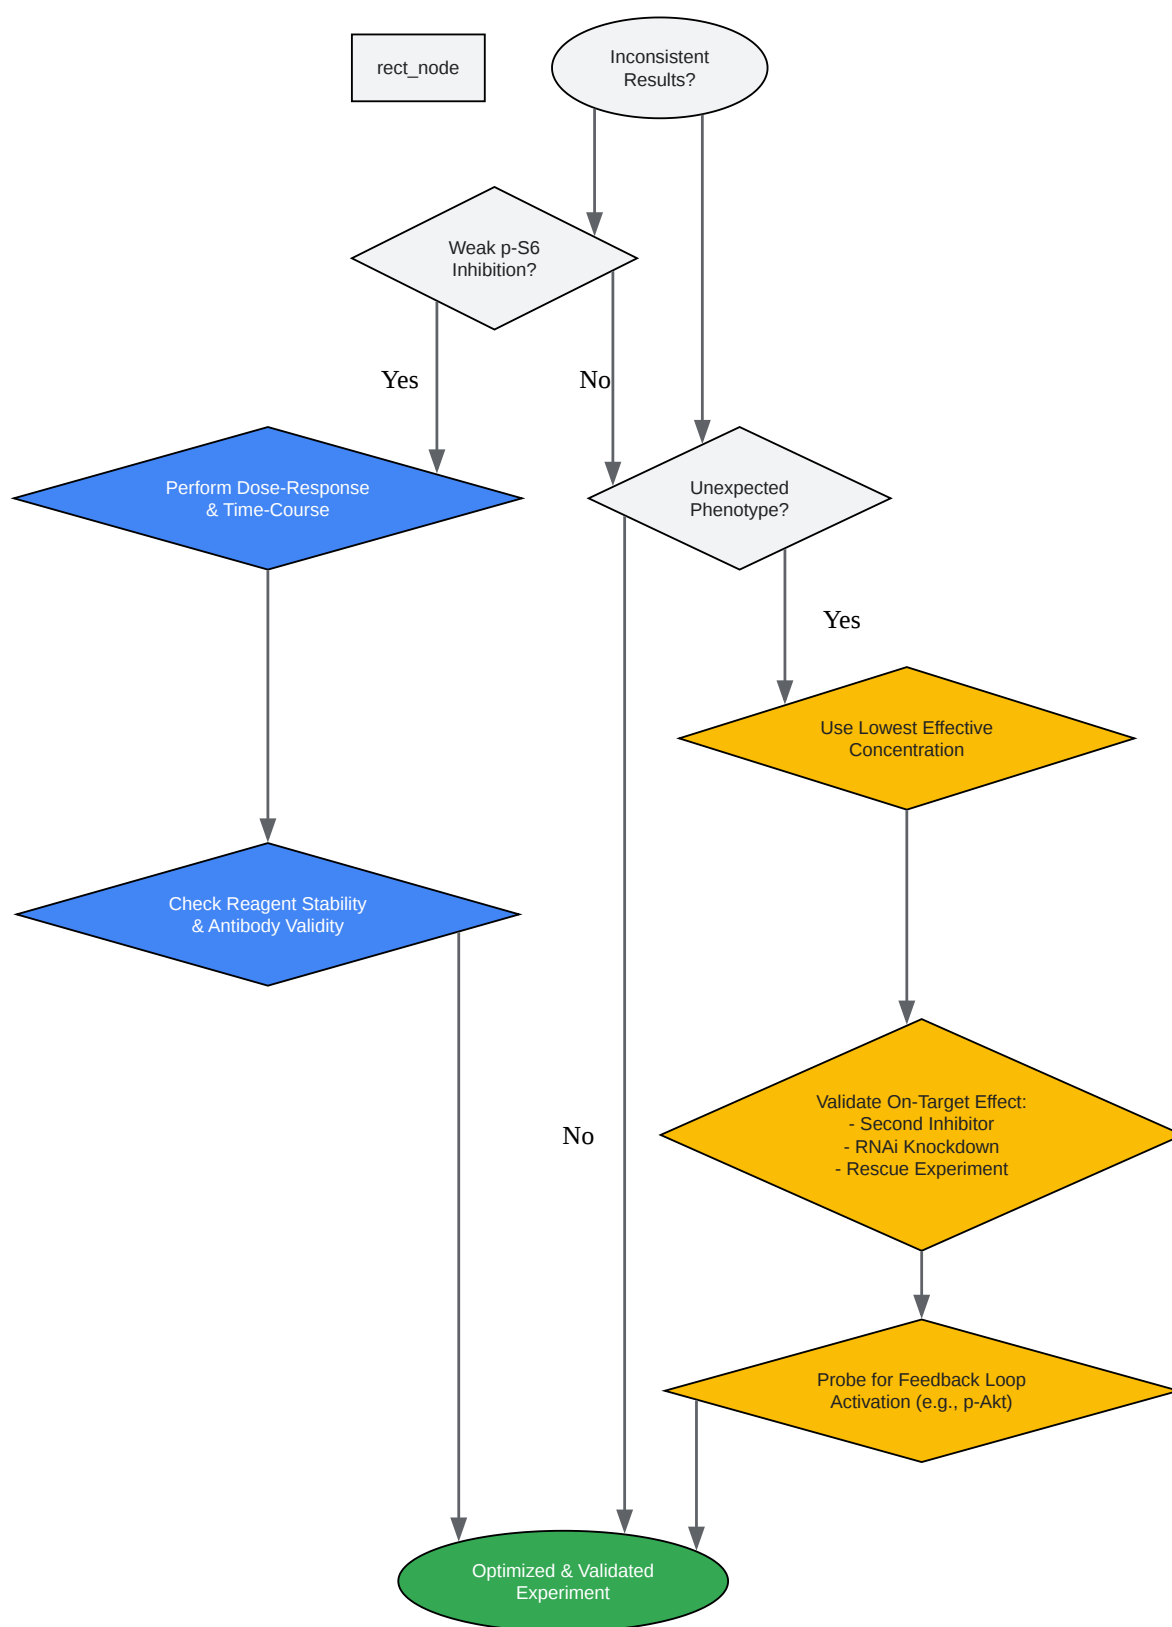 rect_node
Inconsistent
Results?
Weak p-S6
Inhibition?
Yes
No
Perform Dose-Response
& Time-Course
Unexpected
Phenotype?
Yes
Use Lowest Effective
Concentration
Check Reagent Stability
& Antibody Validity
No
Validate On-Target Effect:
- Second Inhibitor
- RNAi Knockdown
- Rescue Experiment
Probe for Feedback Loop
Activation (e.g., p-Akt)
Optimized & Validated
Experiment